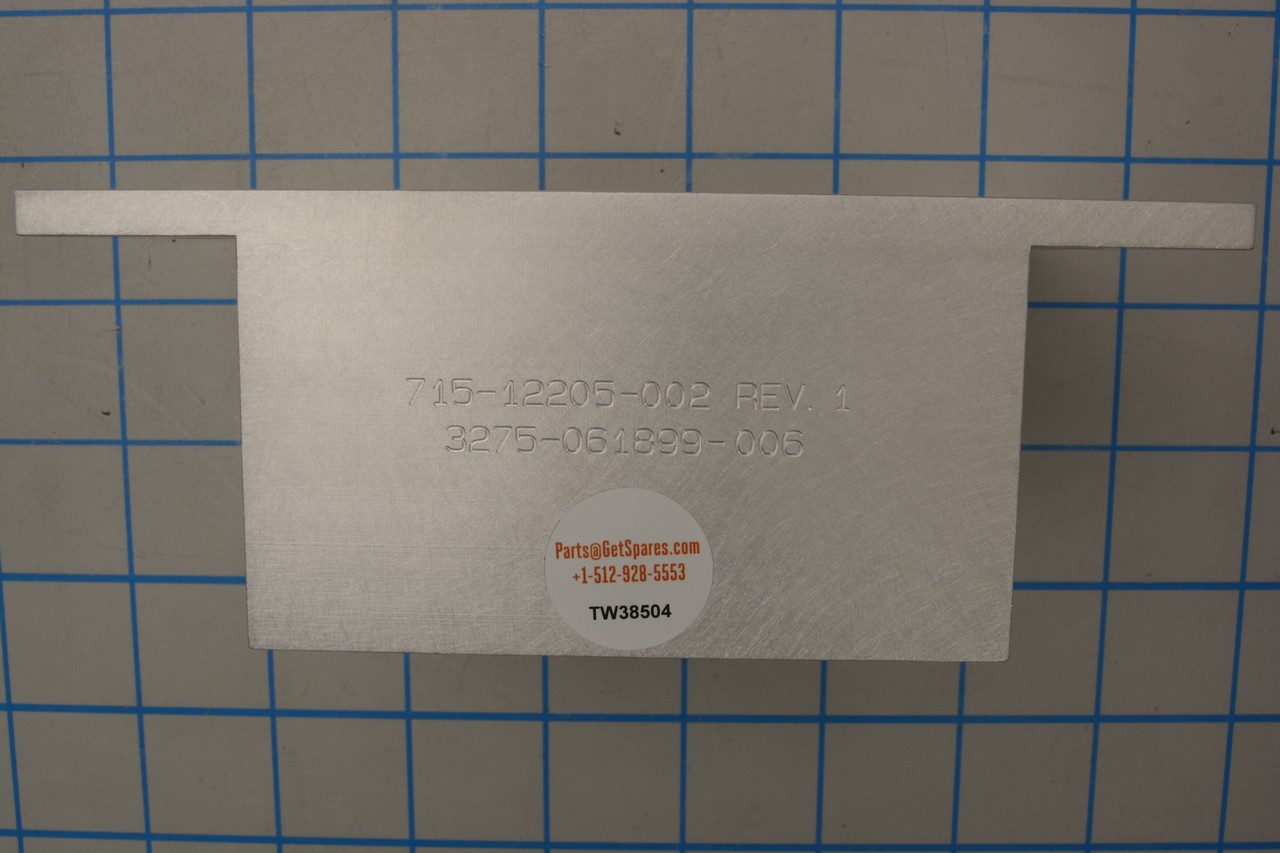 715-12205-002 REV. 1
3275-061899-006
Parts@GetSpares.com
+1-512-928-5553
TW38504